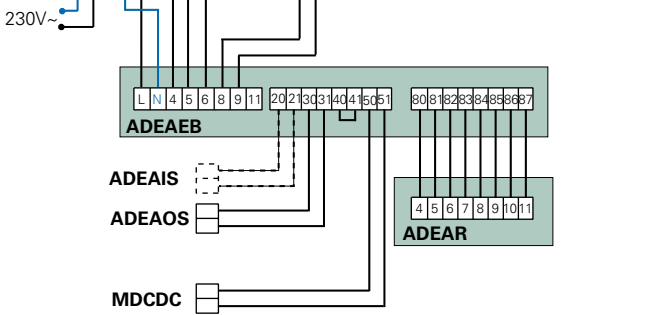 230V~
L N 4 5 6 8 9 11 20 21 30 31 40 41 50 51 80 81 82 83 84 85 86 87
ADEAEB
ADEAIS
ADEAOS
4 5 6 7 8 9 10 11
ADEAR
MDCDC